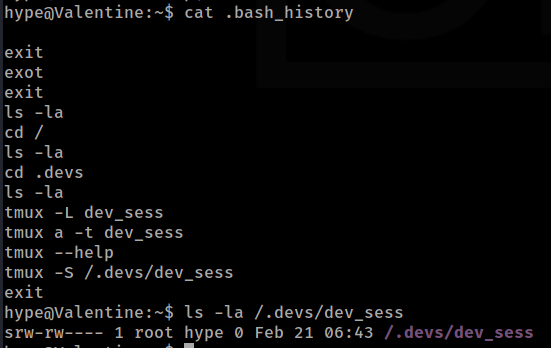 hype@Valentine:~$ cat .bash_history

exit
exot
exit
ls -la
cd /
ls -la
cd .devs
ls -la
tmux -L dev_sess
tmux a -t dev_sess
tmux --help
tmux -S /.devs/dev_sess
exit
hype@Valentine:~$ ls -la /.devs/dev_sess
srw-rw---- 1 root hype 0 Feb 21 06:43 /.devs/dev_sess